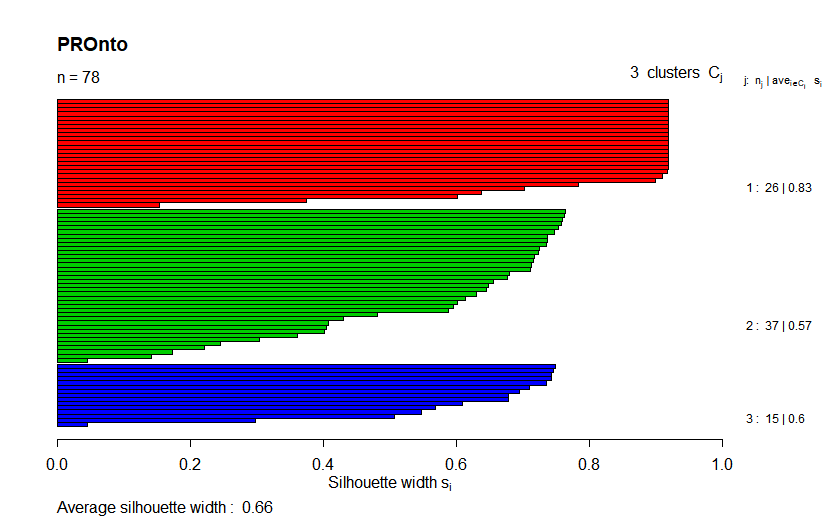 PROnto
n = 78
3 clusters Cj
j: nj | avei∈Cj si
1 : 26 | 0.83
2 : 37 | 0.57
3 : 15 | 0.6
0.0 0.2 0.4 0.6 0.8 1.0
Silhouette width si
Average silhouette width : 0.66